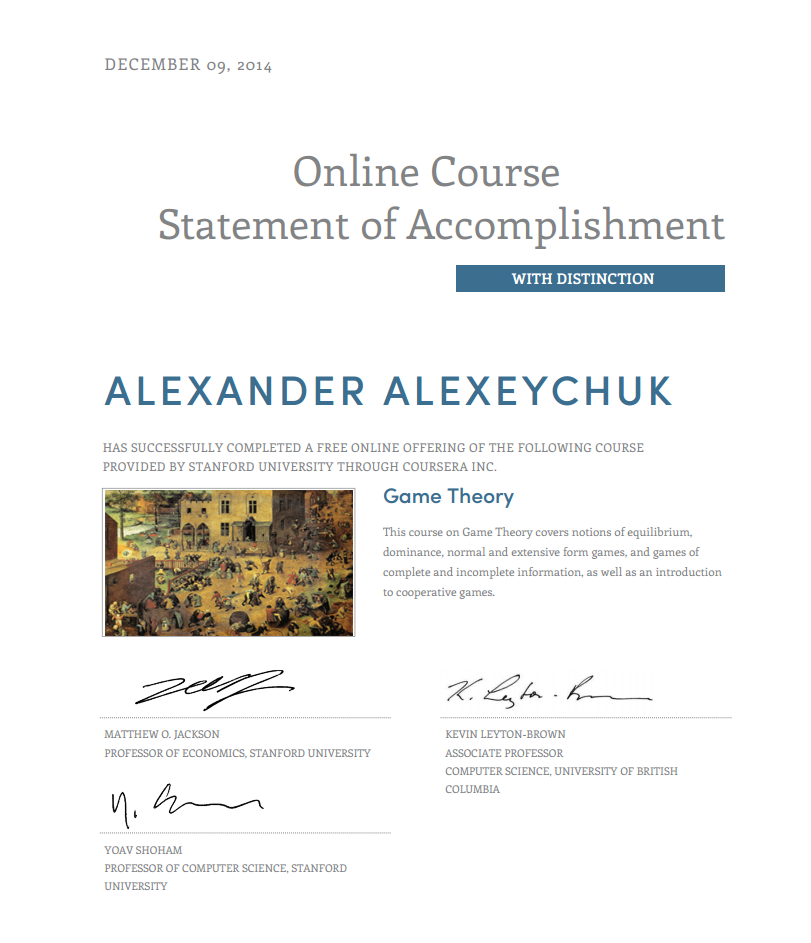 DECEMBER 09, 2014
Online Course
Statement of Accomplishment
WITH DISTINCTION
ALEXANDER ALEXEYCHUK
HAS SUCCESSFULLY COMPLETED A FREE ONLINE OFFERING OF THE FOLLOWING COURSE
PROVIDED BY STANFORD UNIVERSITY THROUGH COURSERA INC.
Game Theory
This course on Game Theory covers notions of equilibrium,
dominance, normal and extensive form games, and games of
complete and incomplete information, as well as an introduction
to cooperative games.
K. Leyton-Brown
MATTHEW O. JACKSON
PROFESSOR OF ECONOMICS, STANFORD UNIVERSITY
KEVIN LEYTON-BROWN
ASSOCIATE PROFESSOR
COMPUTER SCIENCE, UNIVERSITY OF BRITISH
COLUMBIA
YOAV SHOHAM
PROFESSOR OF COMPUTER SCIENCE, STANFORD
UNIVERSITY